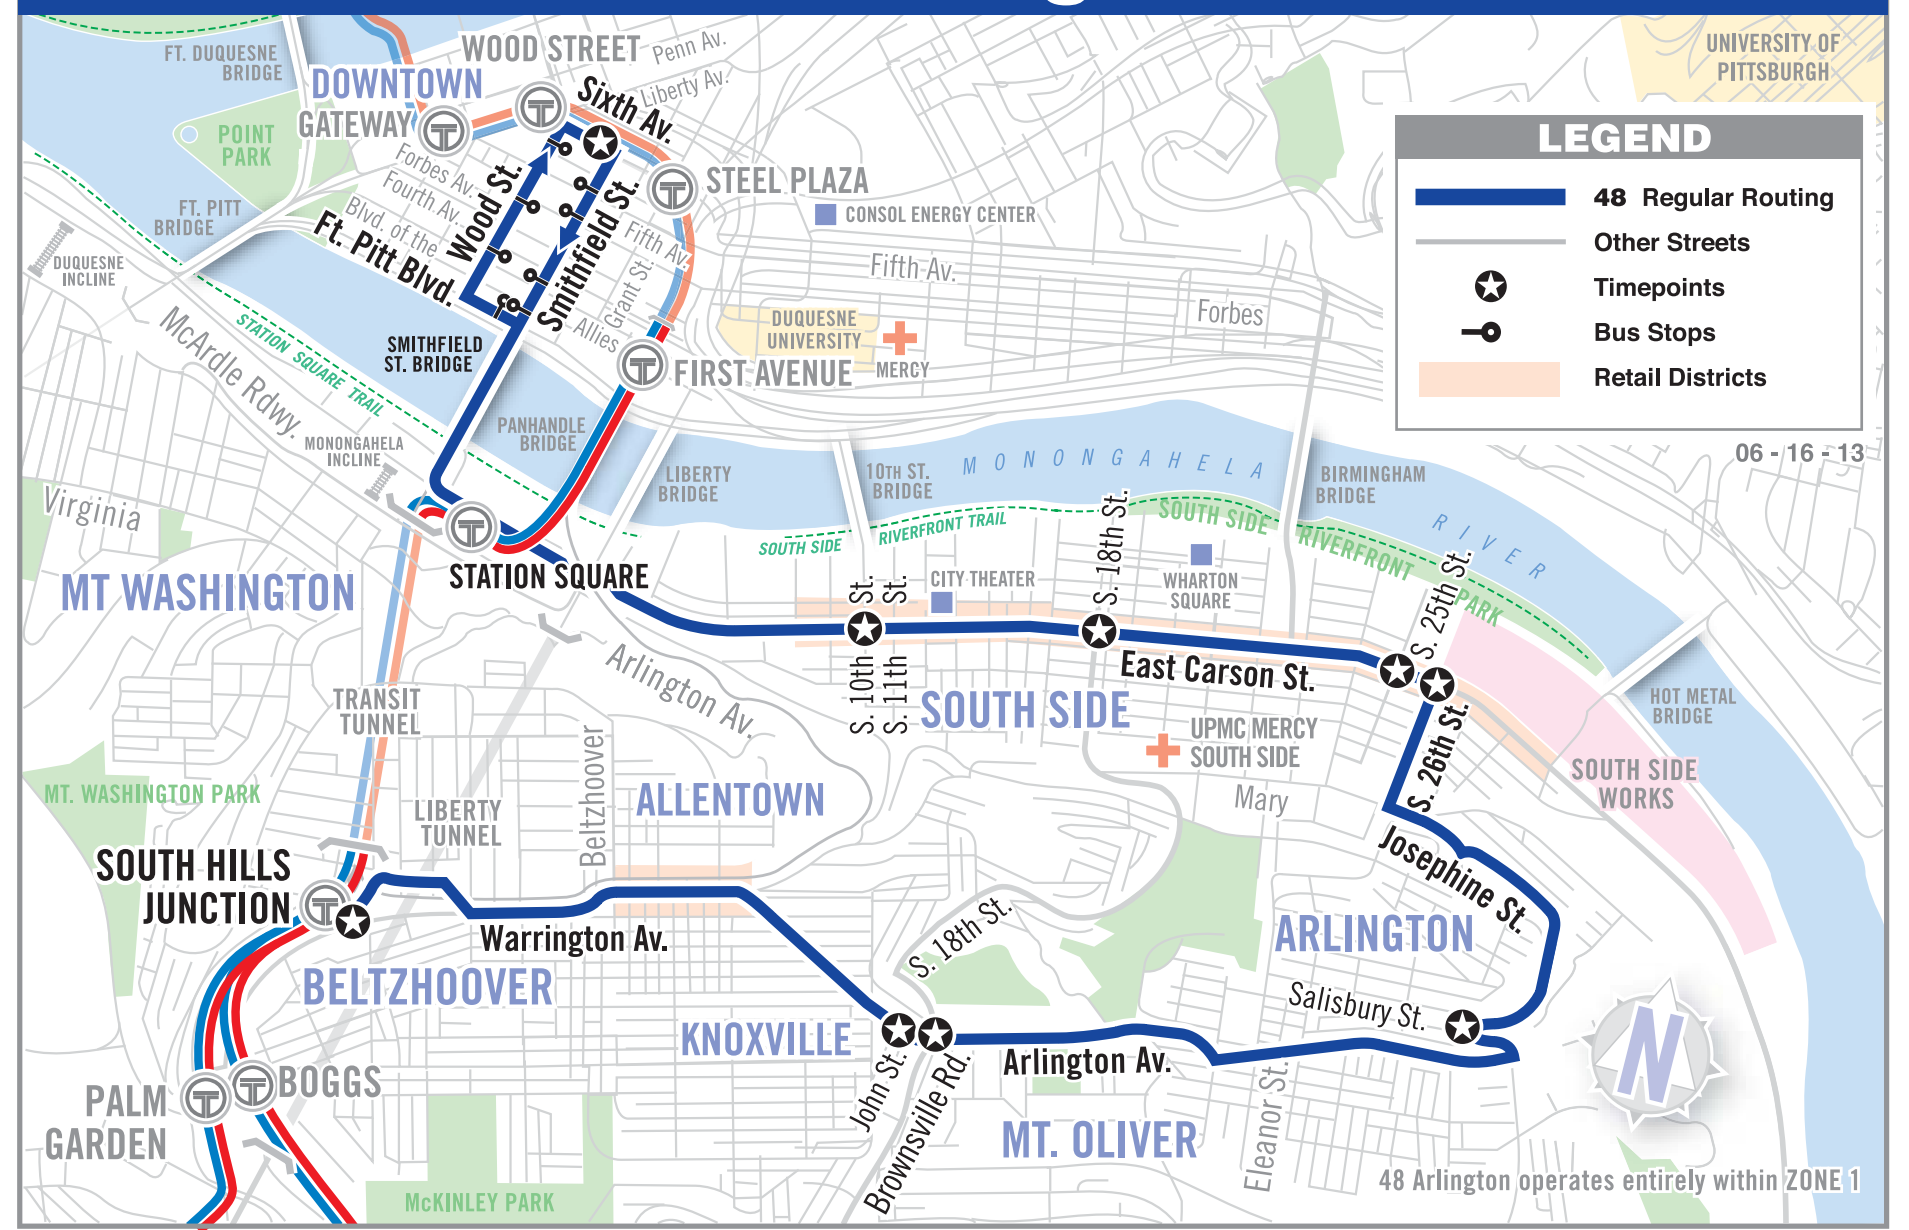 WOOD STREET
Penn Av.
Liberty Av.
FT. DUQUESNE
BRIDGE
DOWNTOWN
GATEWAY
Sixth Av.
UNIVERSITY OF
PITTSBURGH
POINT
PARK
LEGEND
48 Regular Routing
Other Streets
Timepoints
Bus Stops
Retail Districts
06 - 16 - 13
Forbes Av.
Fourth Av.
Blvd. of the
Allies
Wood St.
Smithfield St.
Ft. Pitt Blvd.
STEEL PLAZA
CONSOL ENERGY CENTER
Fifth Av.
Grant St.
Fifth Av.
Forbes
FT. PITT
BRIDGE
DUQUESNE
INCLINE
McArdle Rdwy.
STATION SQUARE TRAIL
SMITHFIELD
ST. BRIDGE
DUQUESNE
UNIVERSITY
MERCY
FIRST AVENUE
PANHANDLE
BRIDGE
MONONGAHELA
INCLINE
LIBERTY
BRIDGE
10TH ST.
BRIDGE
MONONGAHELA
RIVER
BIRMINGHAM
BRIDGE
Virginia
MT WASHINGTON
STATION SQUARE
SOUTH SIDE
RIVERFRONT TRAIL
SOUTH SIDE
RIVERFRONT
PARK
CITY THEATER
S. 18th St.
WHARTON
SQUARE
S. 25th St.
S. 10th St.
S. 11th St.
East Carson St.
SOUTH SIDE
Arlington Av.
TRANSIT
TUNNEL
UPMC MERCY
SOUTH SIDE
S. 26th St.
HOT METAL
BRIDGE
SOUTH SIDE
WORKS
MT. WASHINGTON PARK
LIBERTY
TUNNEL
Beltzhoover
ALLENTOWN
Mary
Josephine St.
SOUTH HILLS
JUNCTION
Warrington Av.
BELTZHOOVER
S. 18th St.
ARLINGTON
Salisbury St.
KNOXVILLE
Arlington Av.
John St.
Brownsville Rd.
PALM
GARDEN
BOGGS
MT. OLIVER
Eleanor St.
N
McKINLEY PARK
48 Arlington operates entirely within ZONE 1